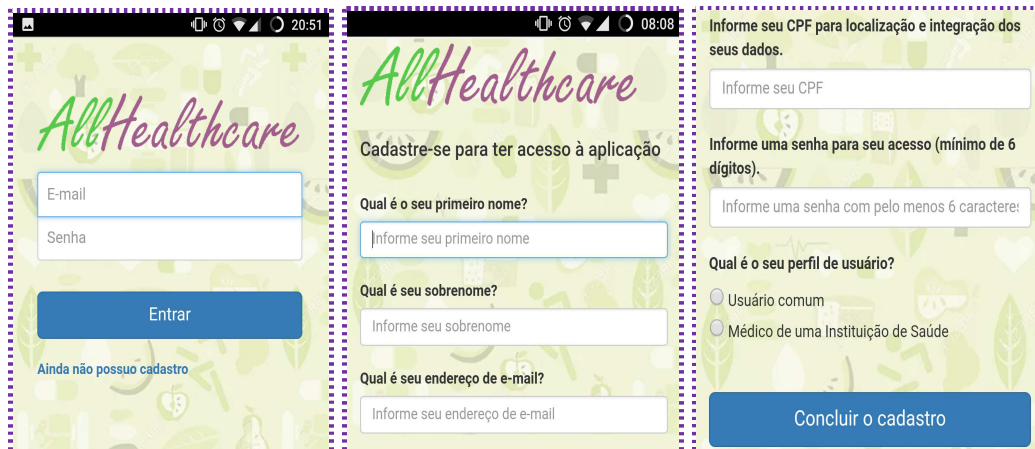 20:51
AllHealthcare
E-mail
Senha
Entrar
Ainda não possuo cadastro
08:08
AllHealthcare
Cadastre-se para ter acesso à aplicação
Qual é o seu primeiro nome?
Informe seu primeiro nome
Qual é seu sobrenome?
Informe seu sobrenome
Qual é seu endereço de e-mail?
Informe seu endereço de e-mail
Informe seu CPF para localização e integração dos
seus dados.
Informe seu CPF
Informe uma senha para seu acesso (mínimo de 6
dígitos).
Informe uma senha com pelo menos 6 caracteres
Qual é o seu perfil de usuário?
Usuário comum
Médico de uma Instituição de Saúde
Concluir o cadastro